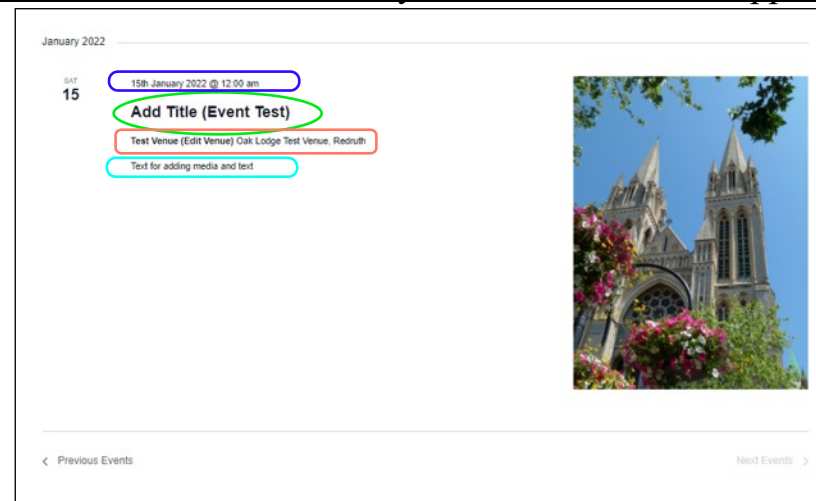 January 2022
SAT
15
15th January 2022 @ 12:00 am
Add Title (Event Test)
Test Venue (Edit Venue) Oak Lodge Test Venue, Redruth
Text for adding media and text
Previous Events
Next Events